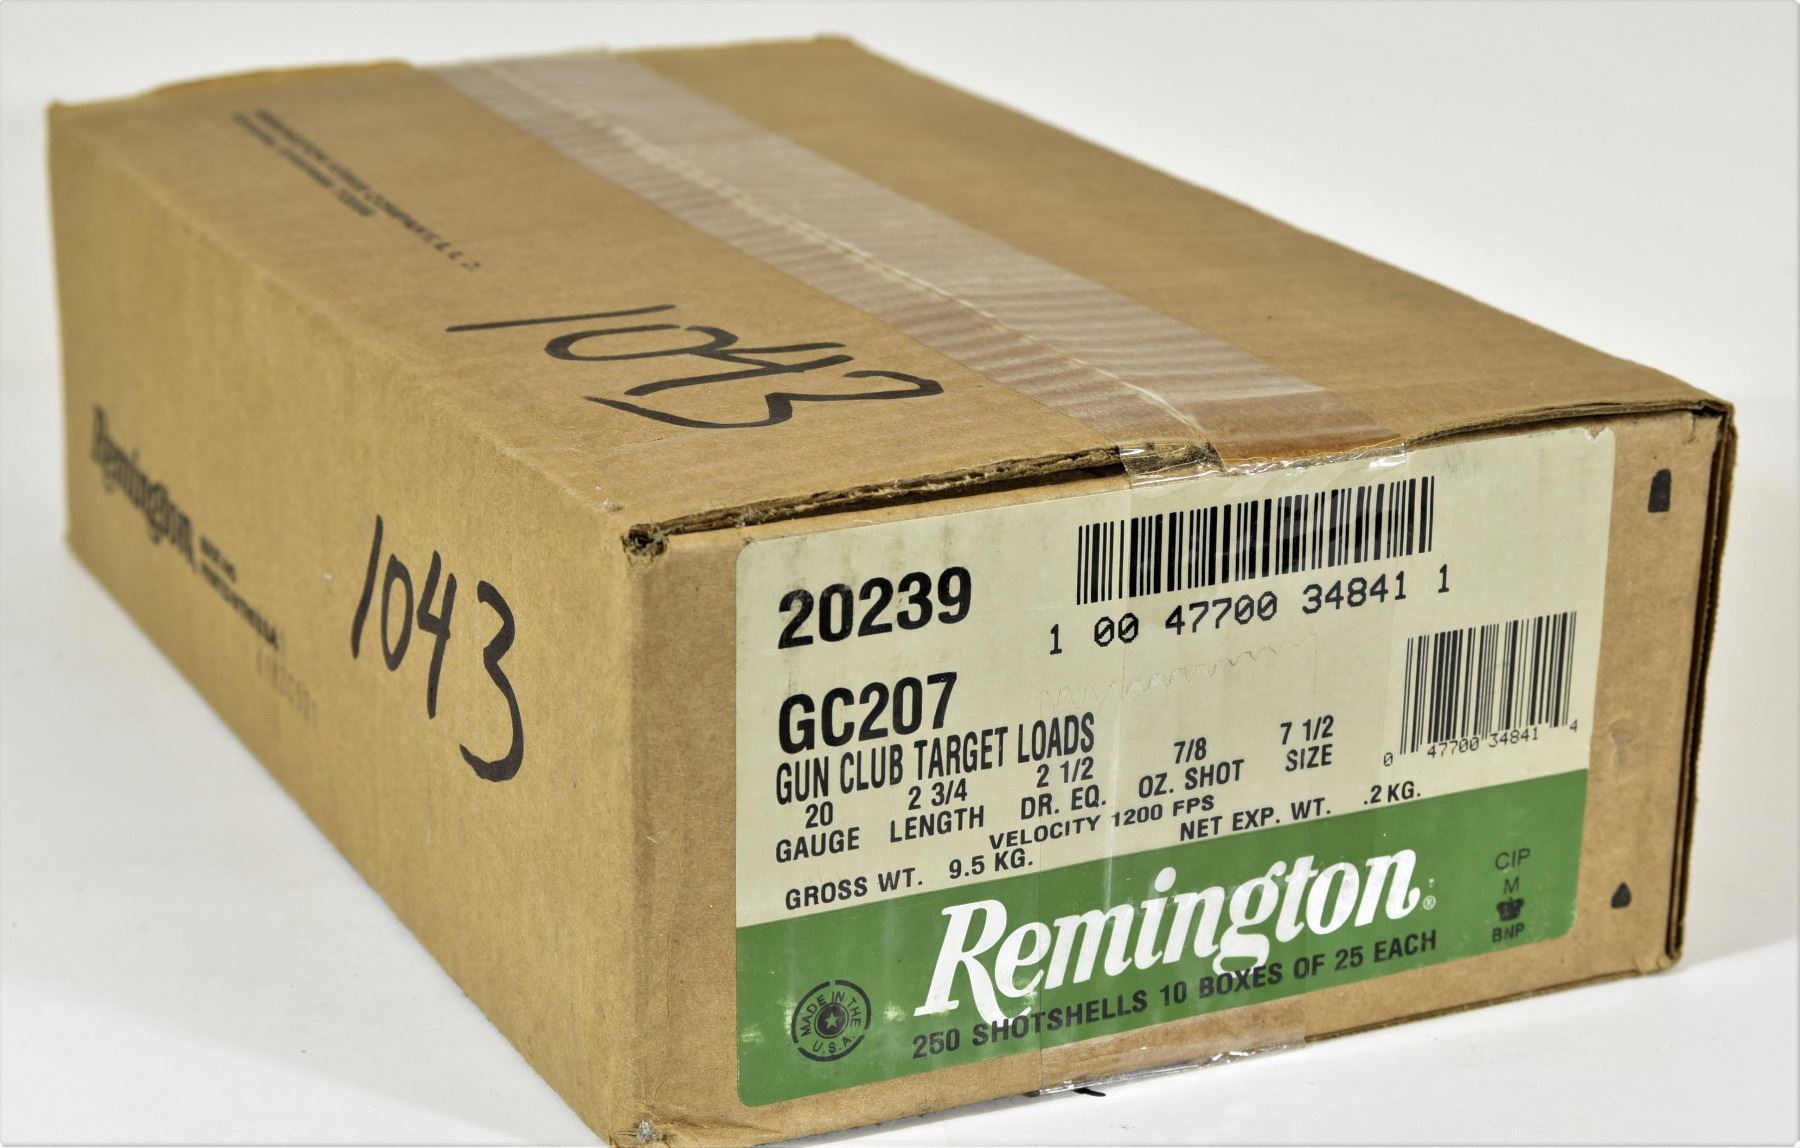 1043
Remington
1043
20239
1 00 47700 34841 1
GC207
GUN CLUB TARGET LOADS
20 2 3/4 2 1/2 7/8 7 1/2
GAUGE LENGTH DR. EQ. OZ. SHOT SIZE
VELOCITY 1200 FPS
GROSS WT. 9.5 KG. NET EXP. WT. .2 KG.
0 47700 34841 4
Remington®
250 SHOTSHELLS 10 BOXES OF 25 EACH
MADE IN THE U.S.A.
CIP
M
BNP